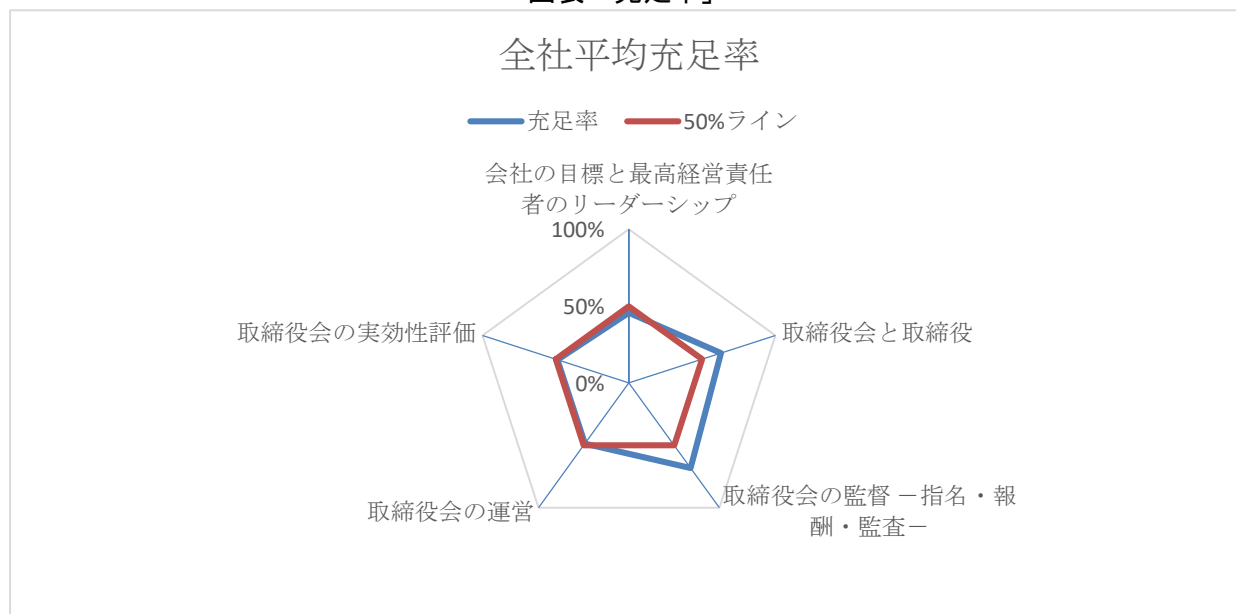 全社平均充足率
充足率 50%ライン
会社の目標と最高経営責任
者のリーダーシップ
100%
50%
取締役会の実効性評価
取締役会と取締役
0%
取締役会の運営
取締役会の監督 －指名・報
酬・監査－